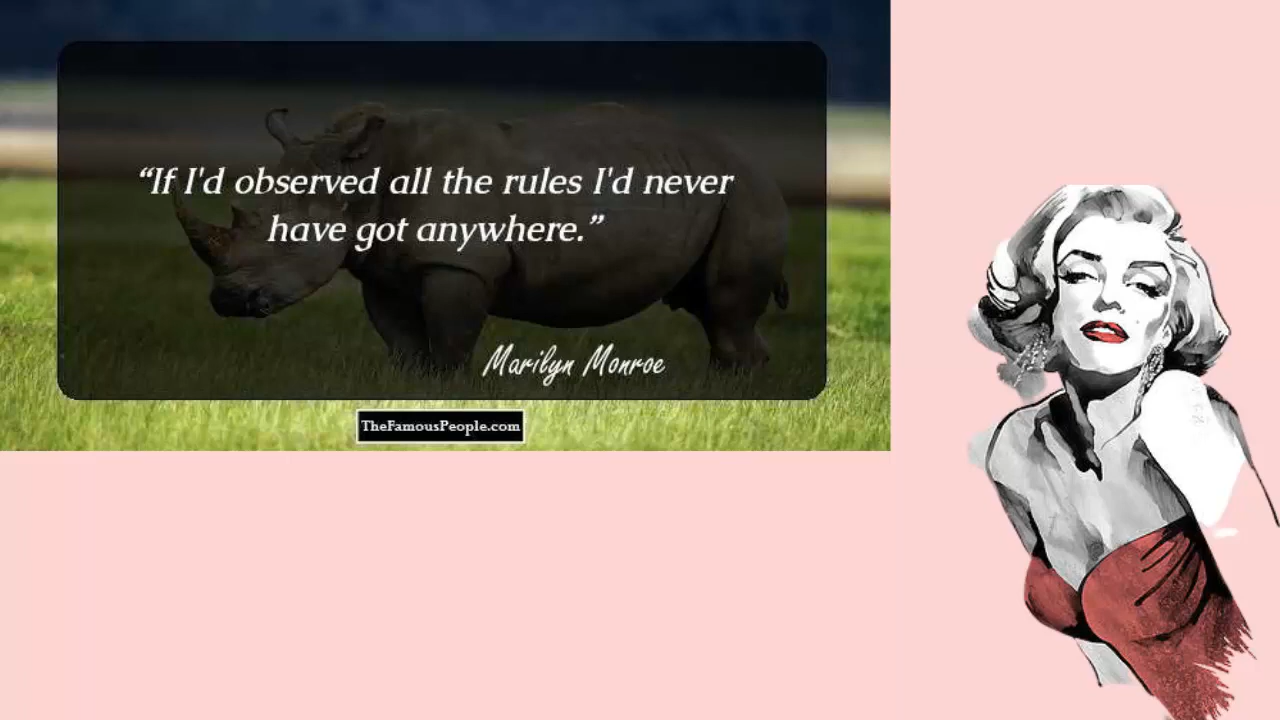 “If I'd observed all the rules I'd never
have got anywhere.”
Marilyn Monroe
TheFamousPeople.com